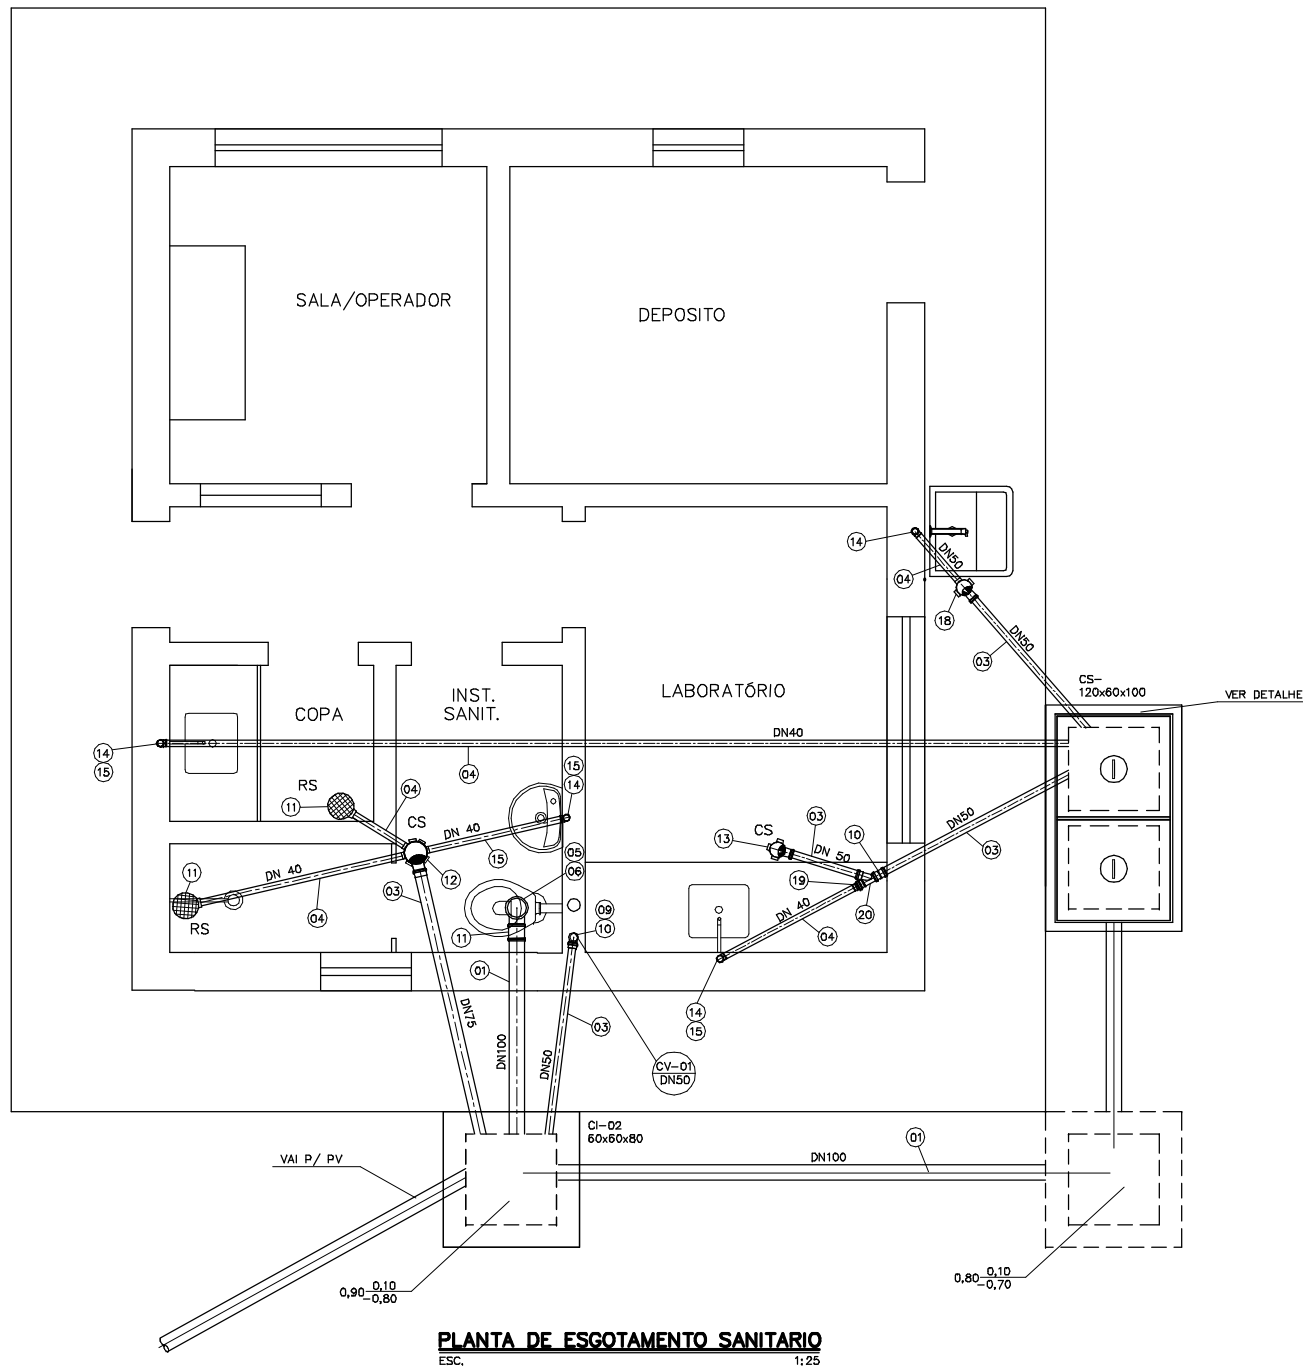 SALA/OPERADOR
DEPOSITO
14
DN50
04
18
DN50
03
CS-
120x60x100
VER DETALHE
INST.
SANIT.
COPA
LABORATÓRIO
DN40
14
15
04
RS
11
04
CS
15
14
DN 40
15
CS
03
13
DN 50
10
DN50
03
05
06
11
DN 40
12
03
19
20
04
RS
09
10
11
DN 40
04
01
14
15
DN75
DN100
DN50
03
CV-01
DN50
CI-02
60x60x80
VAI P/ PV
DN100
01
0,90
0,10
-0,80
0,80
0,10
-0,70
PLANTA DE ESGOTAMENTO SANITARIO
ESC. 1:25